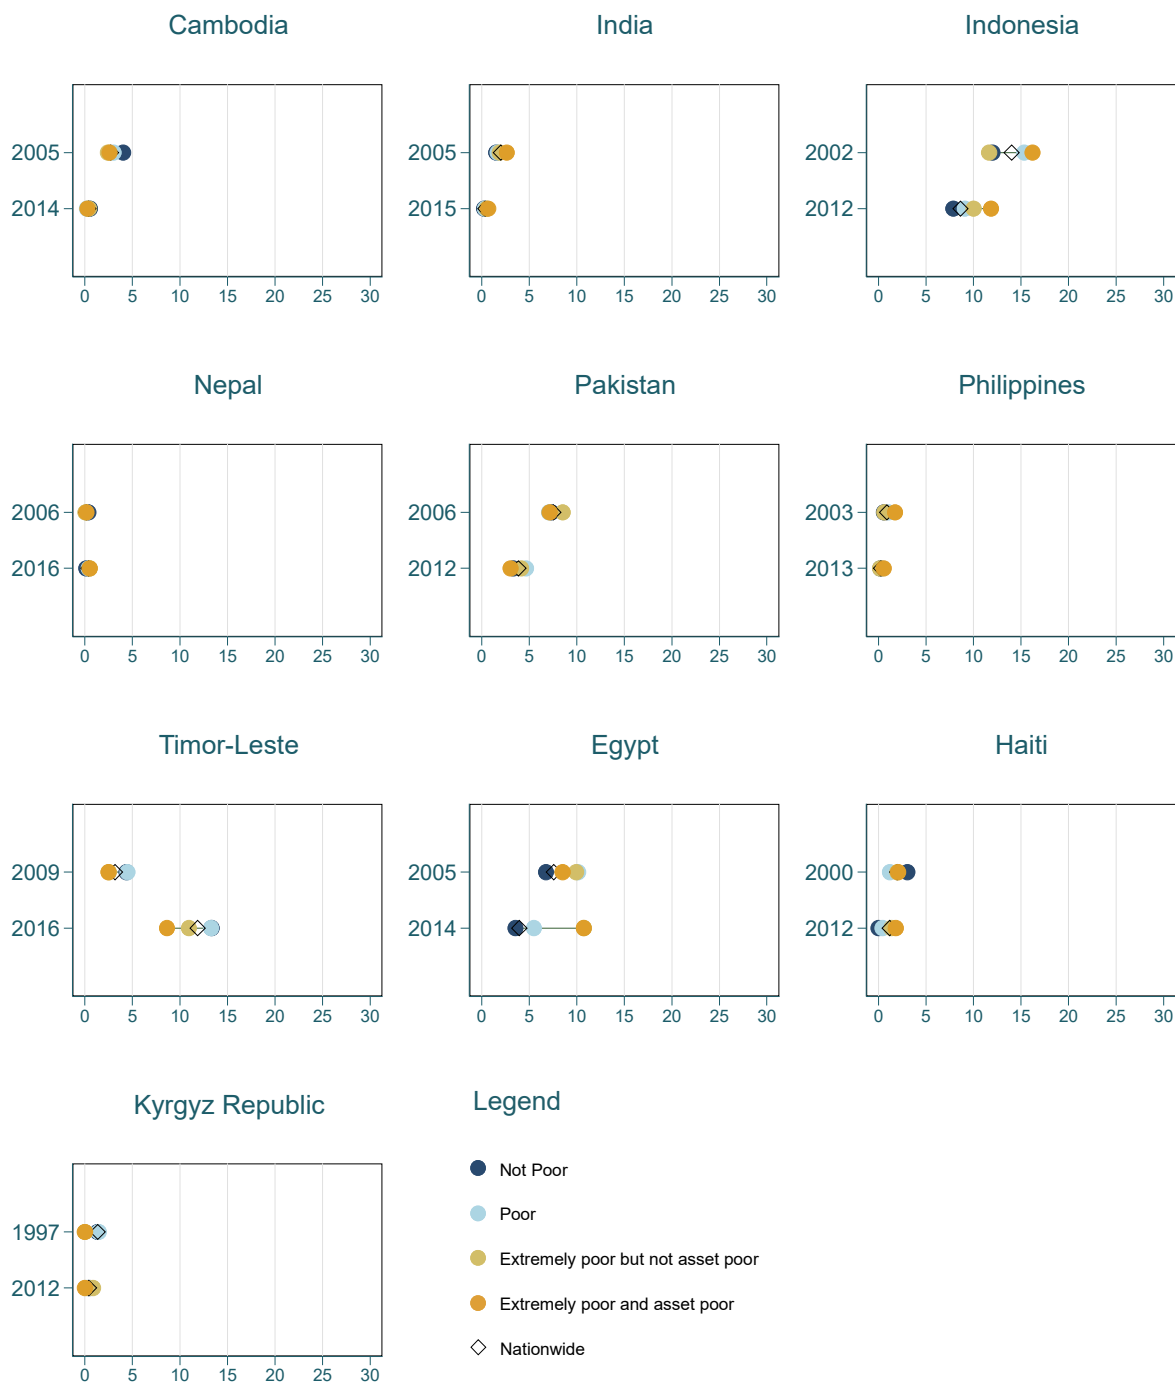 Cambodia
India
Indonesia
2005
2014
0 5 10 15 20 25 30
2005
2015
0 5 10 15 20 25 30
2002
2012
0 5 10 15 20 25 30
Nepal
Pakistan
Philippines
2006
2016
0 5 10 15 20 25 30
2006
2012
0 5 10 15 20 25 30
2003
2013
0 5 10 15 20 25 30
Timor-Leste
Egypt
Haiti
2009
2016
0 5 10 15 20 25 30
2005
2014
0 5 10 15 20 25 30
2000
2012
0 5 10 15 20 25 30
Kyrgyz Republic
1997
2012
0 5 10 15 20 25 30
Legend
Not Poor
Poor
Extremely poor but not asset poor
Extremely poor and asset poor
Nationwide